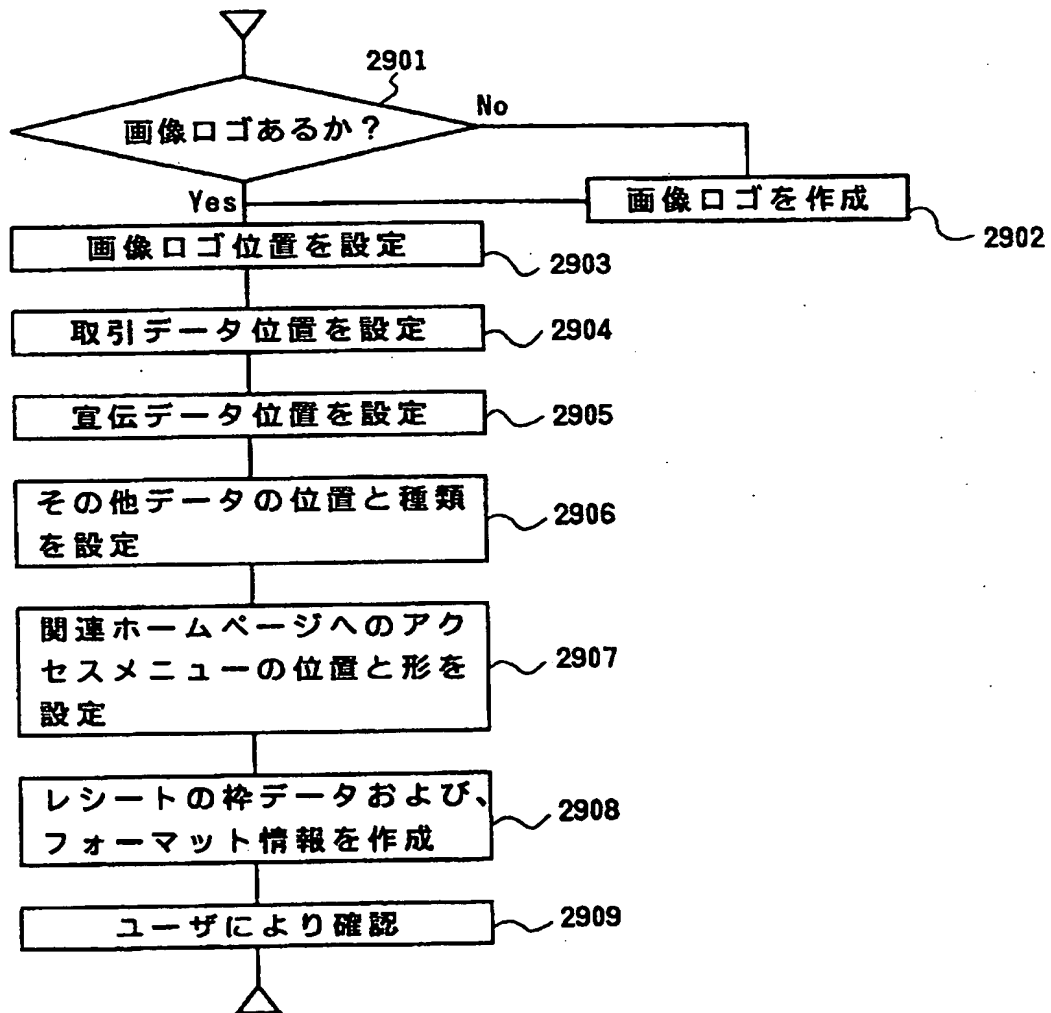 2901
画像ロゴあるか?
No
Yes
画像ロゴを作成
2902
画像ロゴ位置を設定
2903
取引データ位置を設定
2904
宣伝データ位置を設定
2905
その他データの位置と種類
を設定
2906
関連ホームページへのアク
セスメニューの位置と形を
設定
2907
レシートの枠データおよび、
フォーマット情報を作成
2908
ユーザにより確認
2909